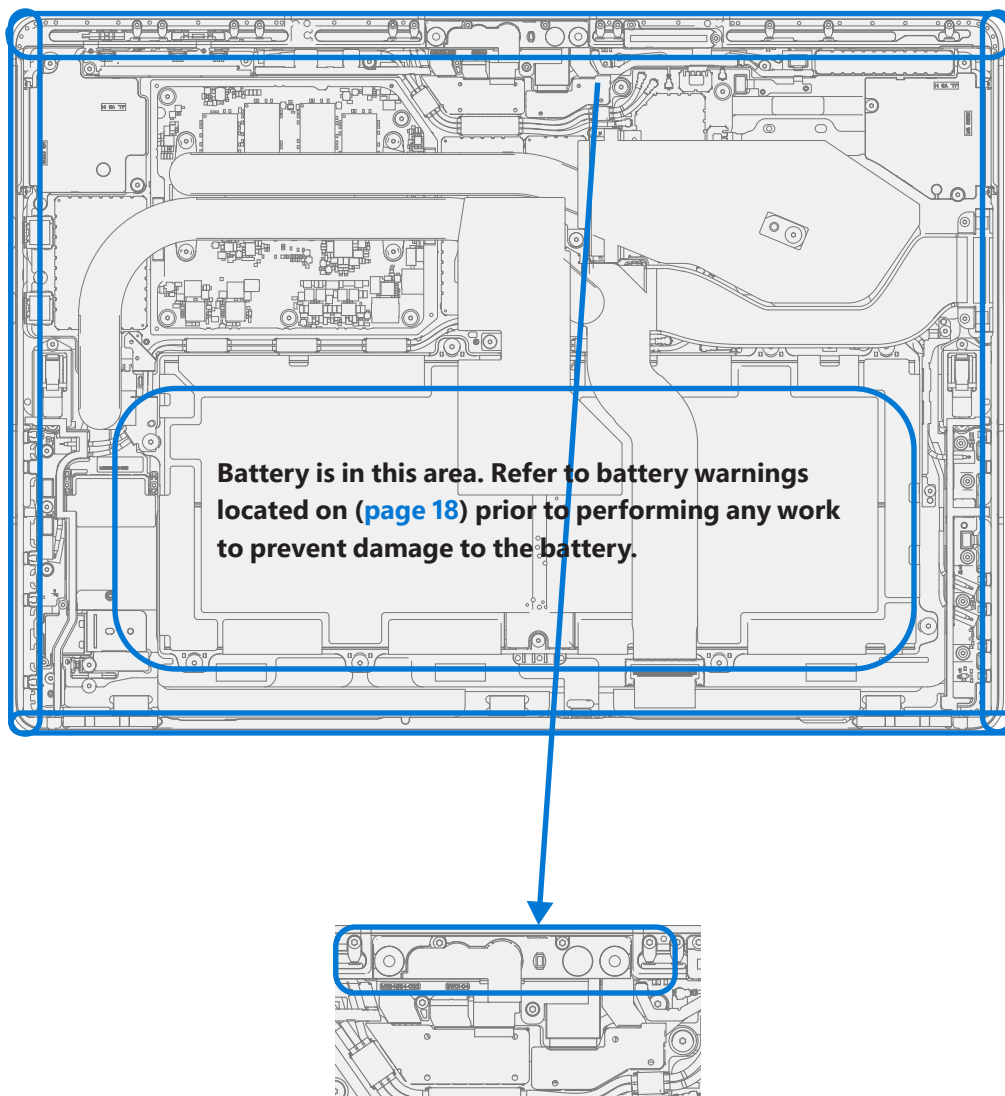 Battery is in this area. Refer to battery warnings
located on (page 18) prior to performing any work
to prevent damage to the battery.